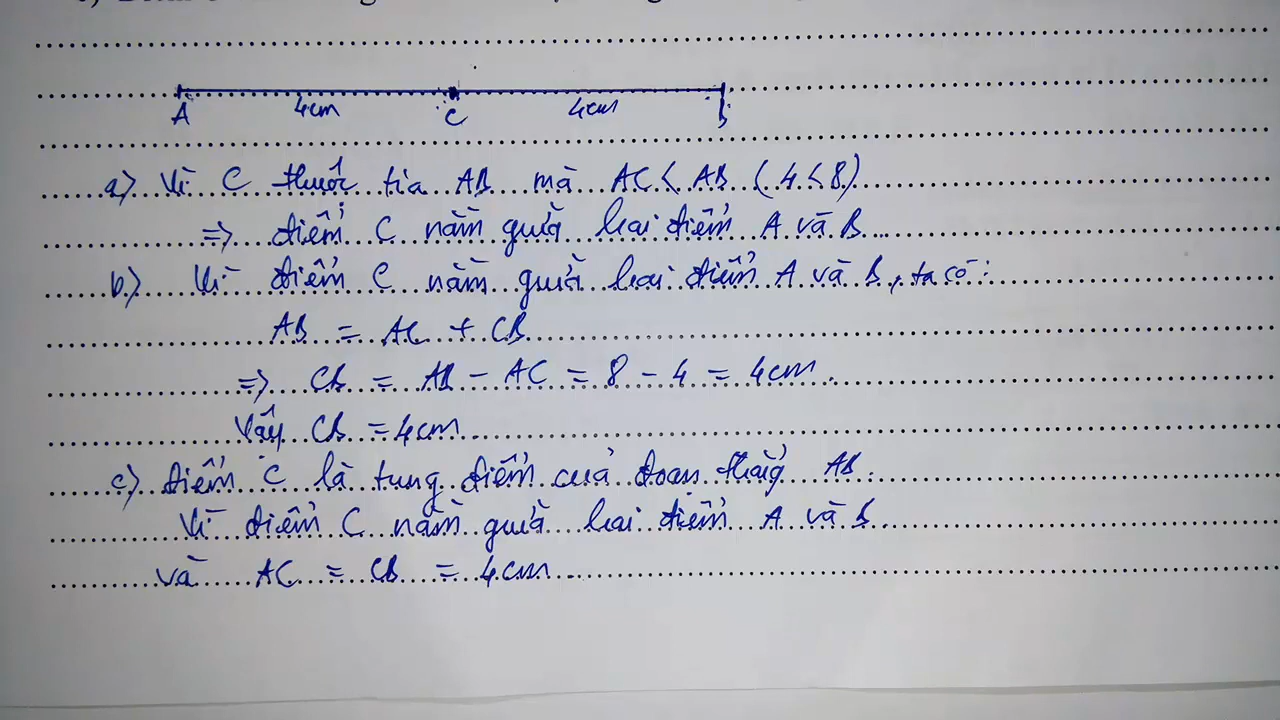 A 4cm C 4cm B
a) Vì C thuộc tia AB mà AC < AB (4 < 8)
=> điểm C nằm giữa hai điểm A và B
b) Vì điểm C nằm giữa hai điểm A và B, ta có:
AB = AC + CB
=> CB = AB - AC = 8 - 4 = 4cm.
Vậy CB = 4cm
c) điểm C là tung điểm của đoạn thẳng AB.
Vì điểm C nằm giữa hai điểm A và B
và AC = CB = 4cm